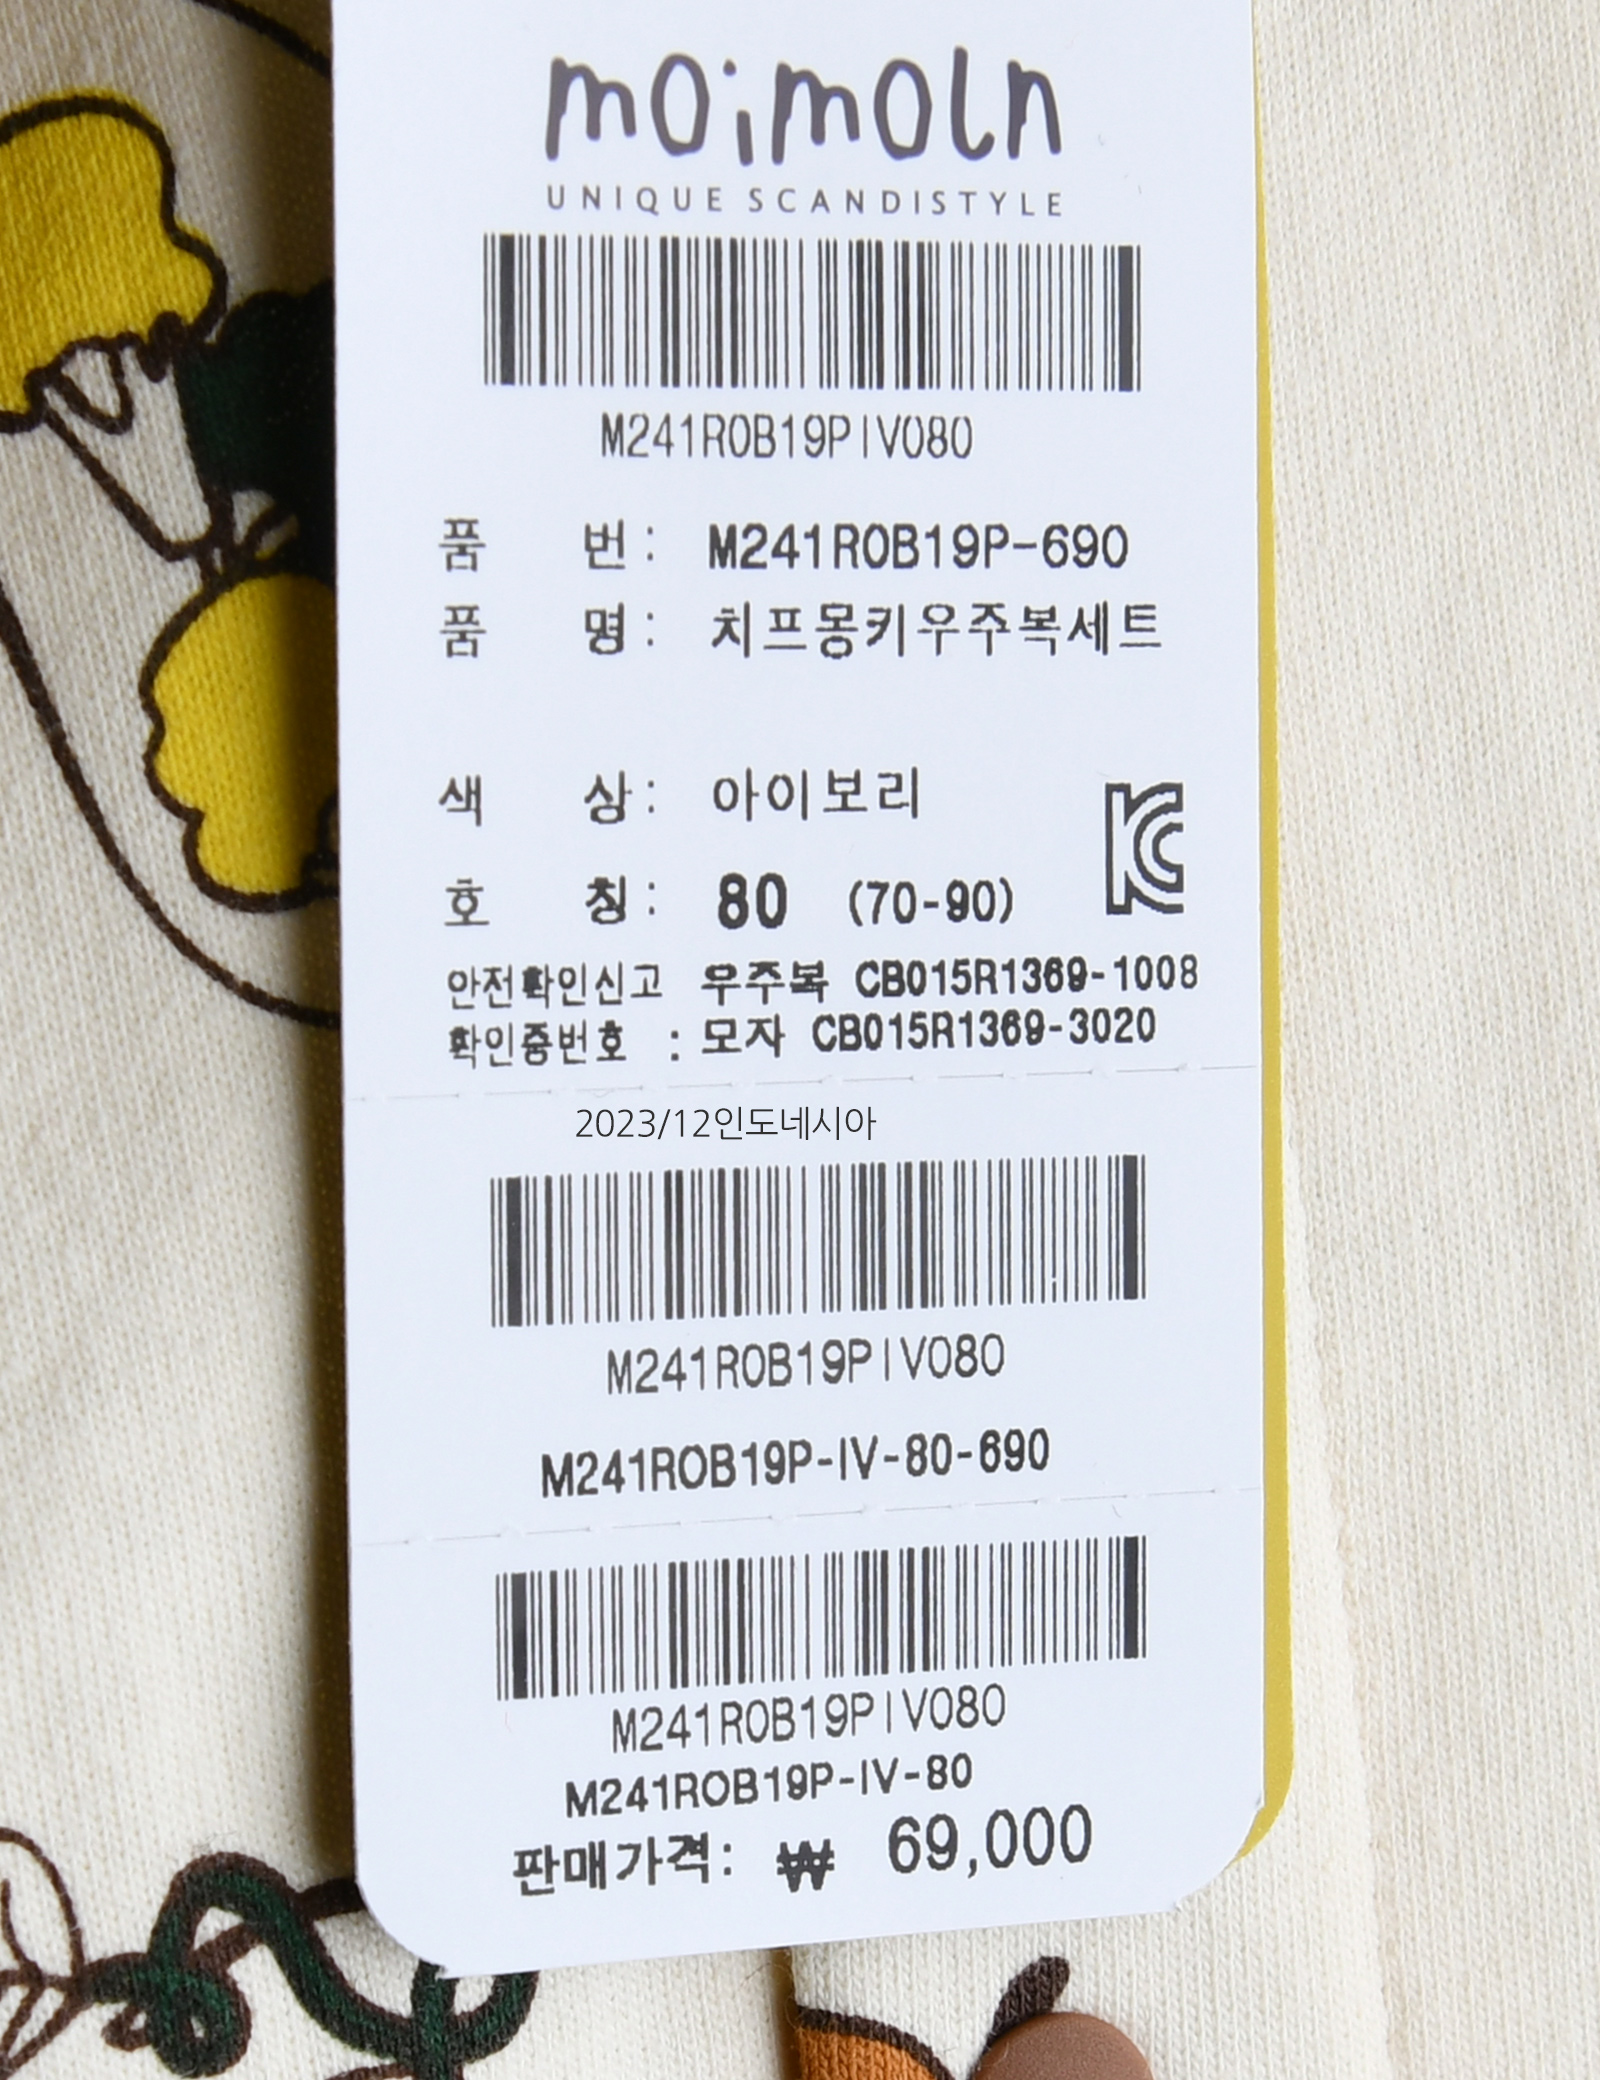 moimoln
UNIQUE SCANDISTYLE
M241ROB19PIV080
품 번 : M241ROB19P-690
품 명 : 치프몽키우주복세트
색 상 : 아이보리
호 칭 : 80 (70-90)
안전확인신고 우주복 CB015R1369-1008
확인증번호 : 모자 CB015R1369-3020
2023/12인도네시아
M241ROB19PIV080
M241ROB19P-IV-80-690
M241ROB19PIV080
M241ROB19P-IV-80
판매가격: ₩ 69,000